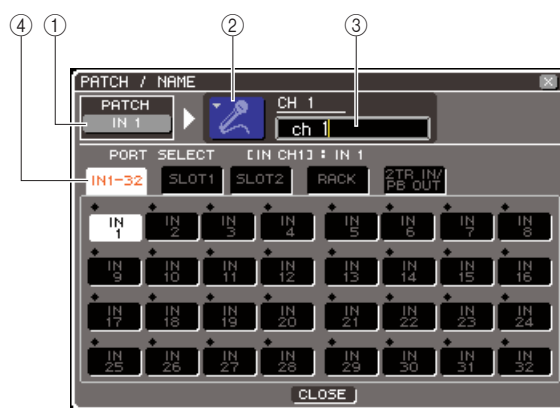 ④ ① ② ③
PATCH / NAME
PATCH
IN 1
CH 1
ch 1
PORT SELECT [IN CH1] : IN 1
IN1-32 SLOT1 SLOT2 RACK 2TR IN/
PB OUT
IN 1 IN 2 IN 3 IN 4 IN 5 IN 6 IN 7 IN 8
IN 9 IN 10 IN 11 IN 12 IN 13 IN 14 IN 15 IN 16
IN 17 IN 18 IN 19 IN 20 IN 21 IN 22 IN 23 IN 24
IN 25 IN 26 IN 27 IN 28 IN 29 IN 30 IN 31 IN 32
CLOSE